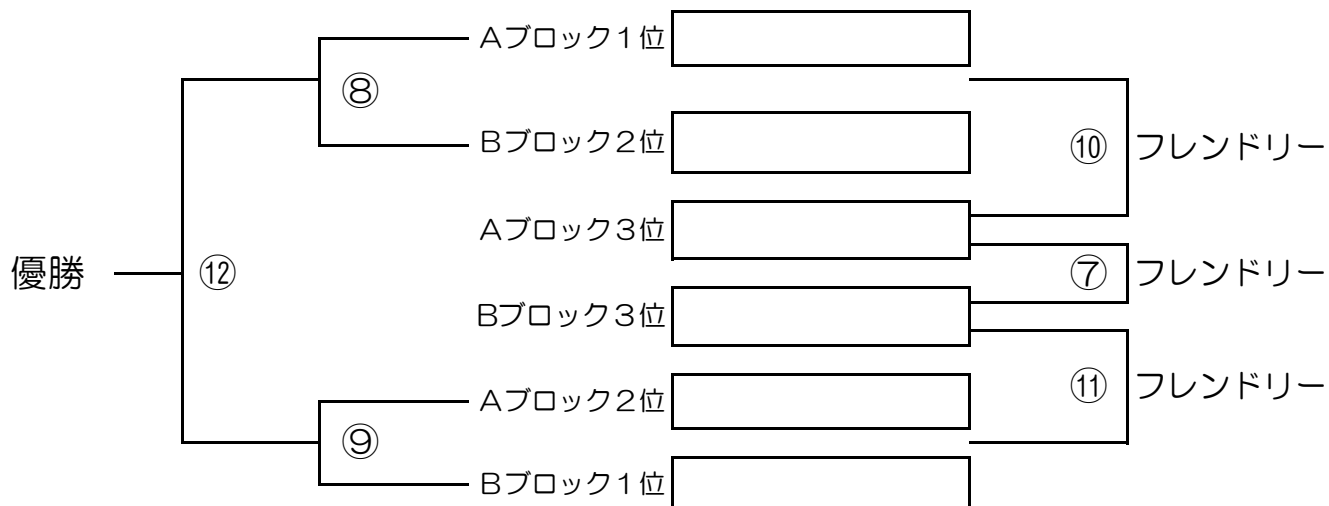 Aブロック１位
⑧
Bブロック２位
⑩ フレンドリー
Aブロック３位
優勝 ⑫
⑦ フレンドリー
Bブロック３位
⑪ フレンドリー
Aブロック２位
⑨
Bブロック１位